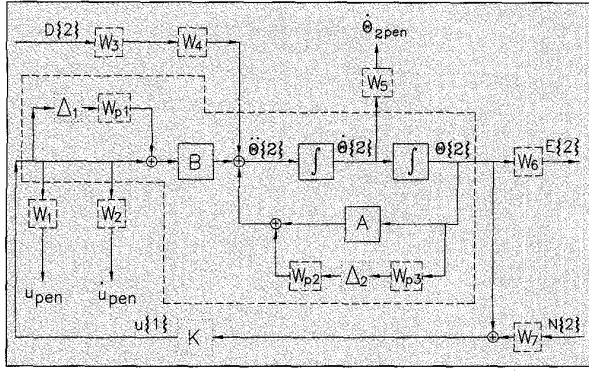 D{2}
W3
W4
Θ̇2pen
W5
Δ1
Wp1
B
Θ̈{2}
∫
Θ̇{2}
∫
Θ{2}
W6
E{2}
W1
W2
A
Wp2
Δ2
Wp3
upen
u̇pen
u{1}
K
W7
N{2}